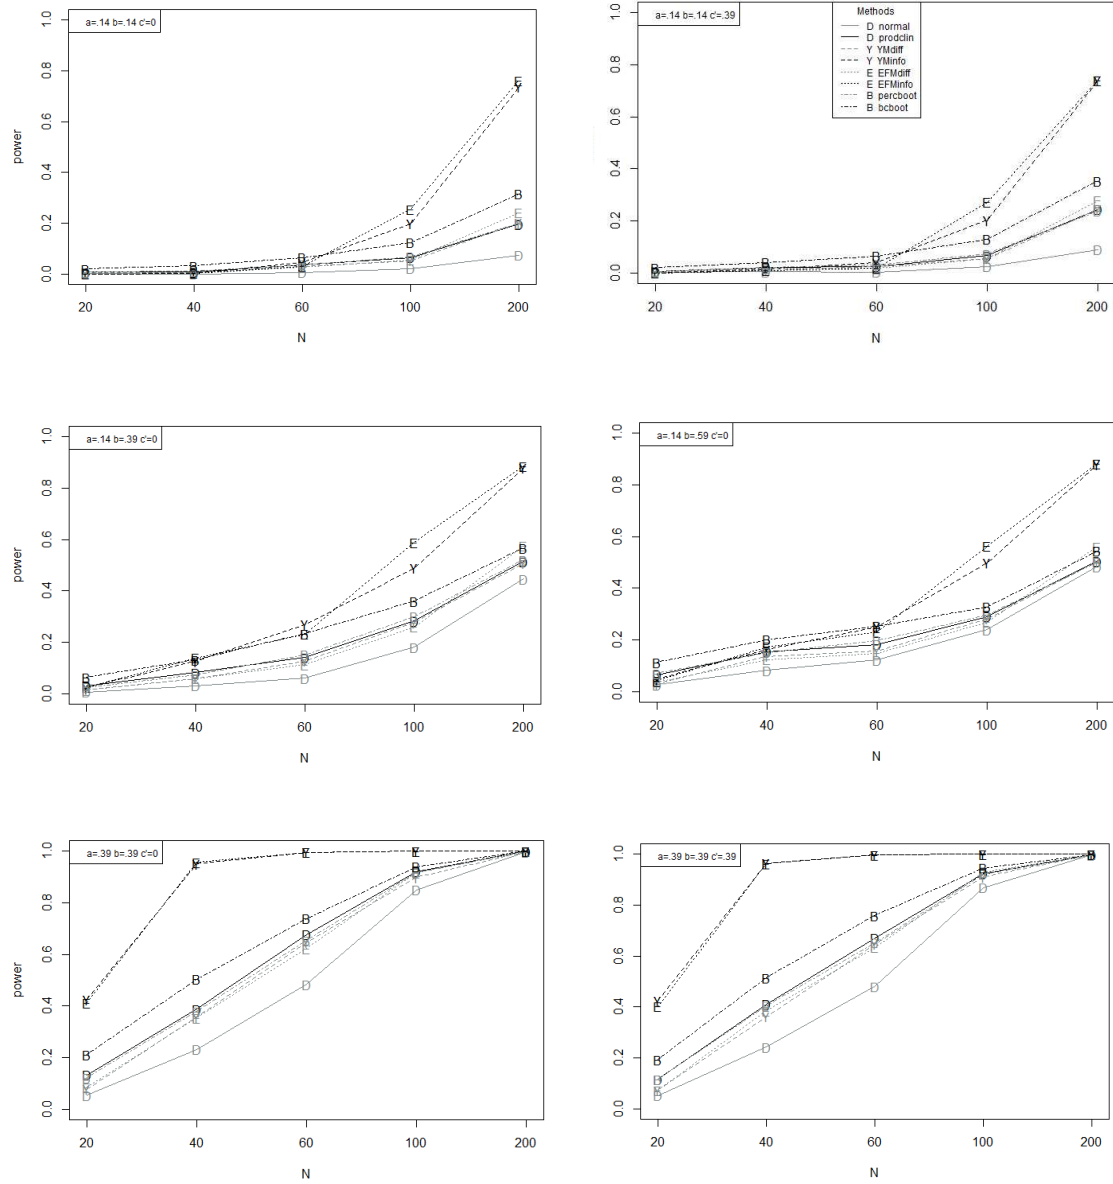 a=.14 b=.14 c'=0
power
0.0 0.2 0.4 0.6 0.8 1.0
20 40 60 100 200
N
a=.14 b=.14 c'=.39
Methods
D normal
D prodclin
Y YMdiff
Y YMinfo
E EFMdiff
E EFMinfo
B percboot
B bcboot
0.0 0.2 0.4 0.6 0.8 1.0
20 40 60 100 200
N
a=.14 b=.39 c'=0
power
0.0 0.2 0.4 0.6 0.8 1.0
20 40 60 100 200
N
a=.14 b=.59 c'=0
0.0 0.2 0.4 0.6 0.8 1.0
20 40 60 100 200
N
a=.39 b=.39 c'=0
power
0.0 0.2 0.4 0.6 0.8 1.0
20 40 60 100 200
N
a=.39 b=.39 c'=.39
0.0 0.2 0.4 0.6 0.8 1.0
20 40 60 100 200
N